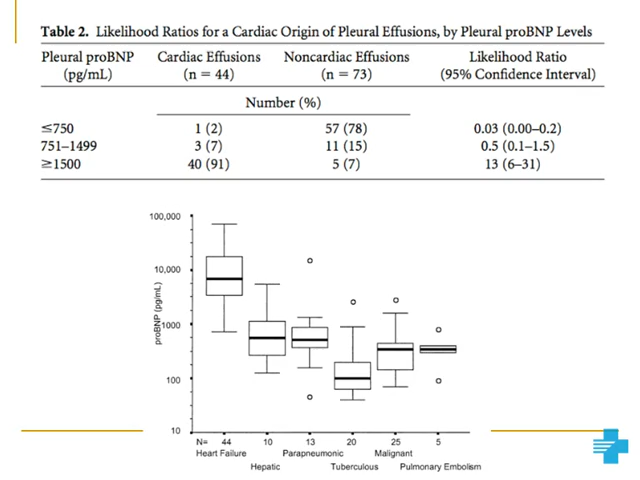 Table 2. Likelihood Ratios for a Cardiac Origin of Pleural Effusions, by Pleural proBNP Levels
Pleural proBNP Cardiac Effusions Noncardiac Effusions Likelihood Ratio
(pg/mL) (n = 44) (n = 73) (95% Confidence Interval)
Number (%)
≤750 1 (2) 57 (78) 0.03 (0.00–0.2)
751–1499 3 (7) 11 (15) 0.5 (0.1–1.5)
≥1500 40 (91) 5 (7) 13 (6–31)
100,000
10,000
proBNP (pg/mL)
1000
100
10
N= 44 10 13 20 25 5
Heart Failure Parapneumonic Malignant
Hepatic Tuberculous Pulmonary Embolism